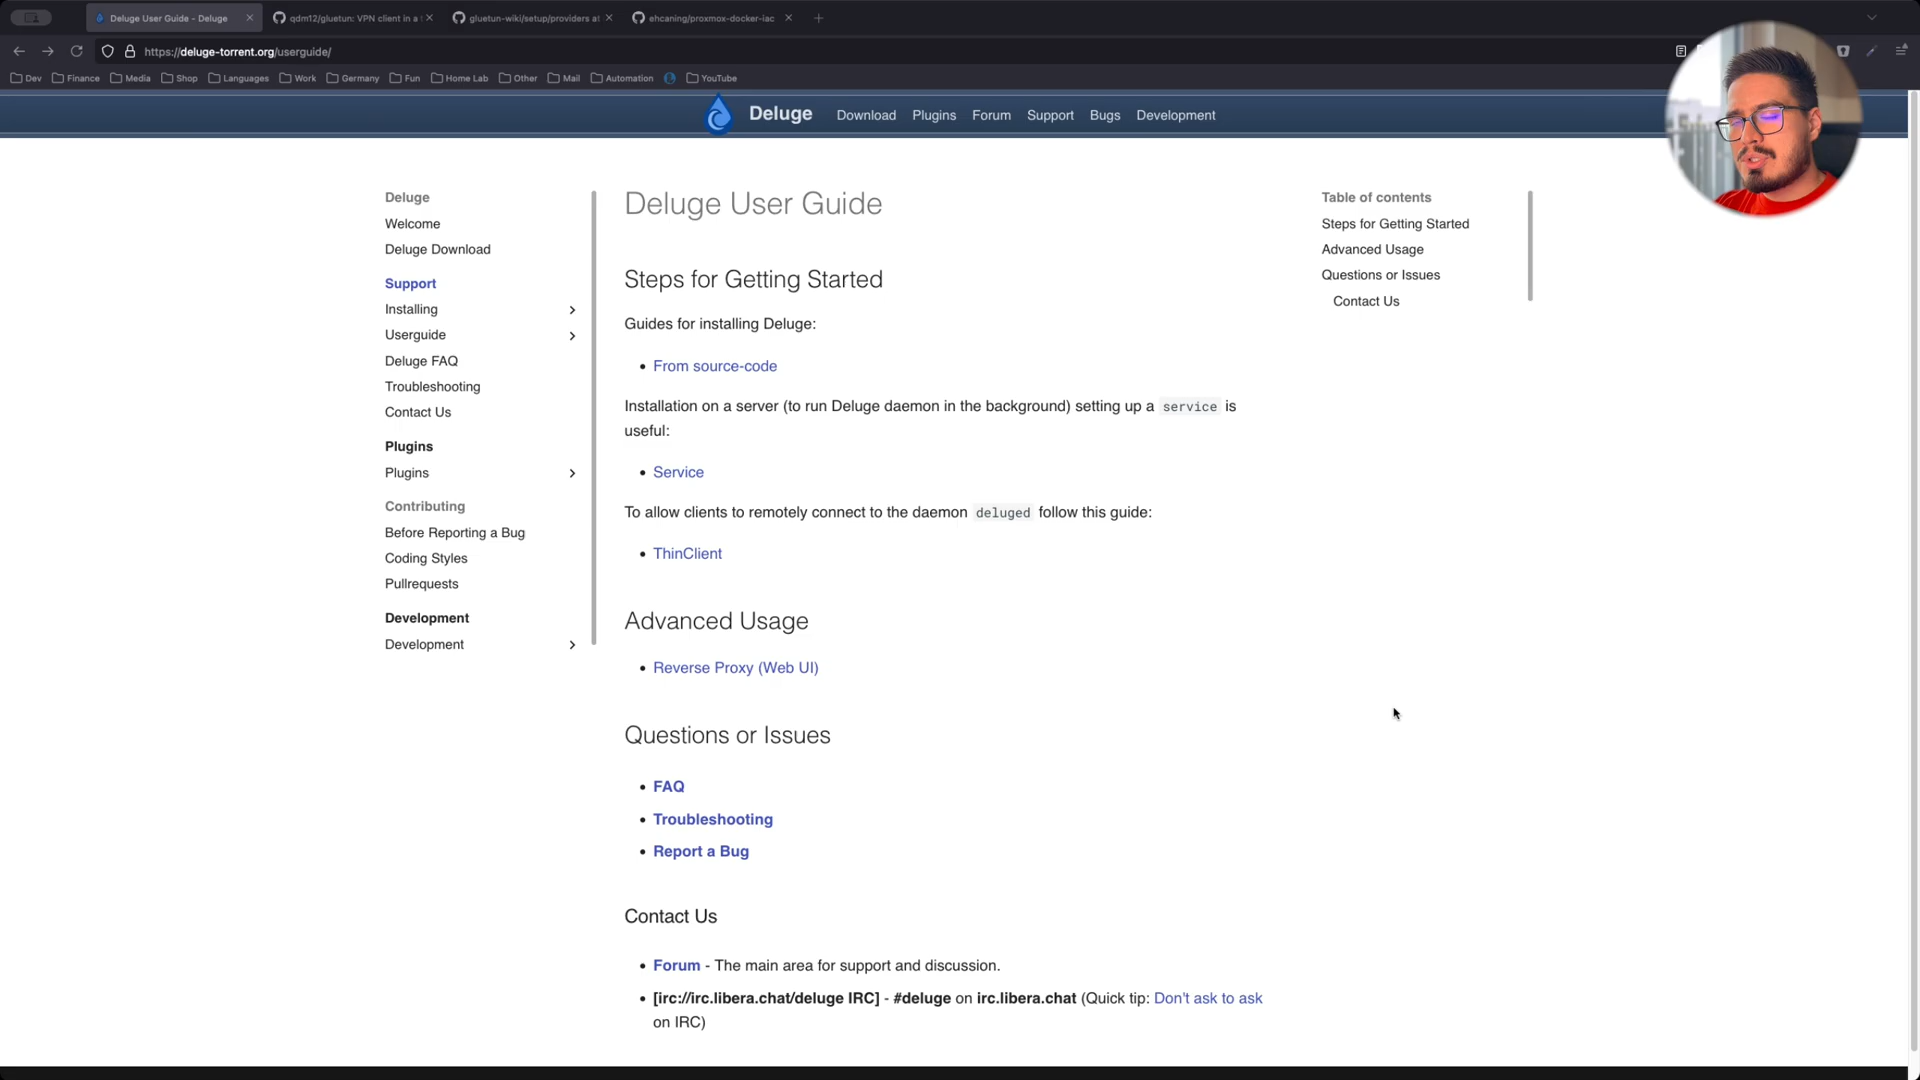 Deluge User Guide - Deluge
qdm12/gluetun: VPN client in a
gluetun-wiki/setup/providers at
ehcaning/proxmox-docker-iac
https://deluge-torrent.org/userguide/
Dev Finance Media Shop Languages Work Germany Fun Home Lab Other Mail Automation YouTube
Deluge Download Plugins Forum Support Bugs Development
Deluge
Welcome
Deluge Download
Support
Installing
Userguide
Deluge FAQ
Troubleshooting
Contact Us
Plugins
Plugins
Contributing
Before Reporting a Bug
Coding Styles
Pullrequests
Development
Development
Deluge User Guide
Steps for Getting Started
Guides for installing Deluge:
• From source-code
Installation on a server (to run Deluge daemon in the background) setting up a service is
useful:
• Service
To allow clients to remotely connect to the daemon deluged follow this guide:
• ThinClient
Advanced Usage
• Reverse Proxy (Web UI)
Questions or Issues
• FAQ
• Troubleshooting
• Report a Bug
Contact Us
• Forum - The main area for support and discussion.
• [irc://irc.libera.chat/deluge IRC] - #deluge on irc.libera.chat (Quick tip: Don't ask to ask
on IRC)
Table of contents
Steps for Getting Started
Advanced Usage
Questions or Issues
Contact Us